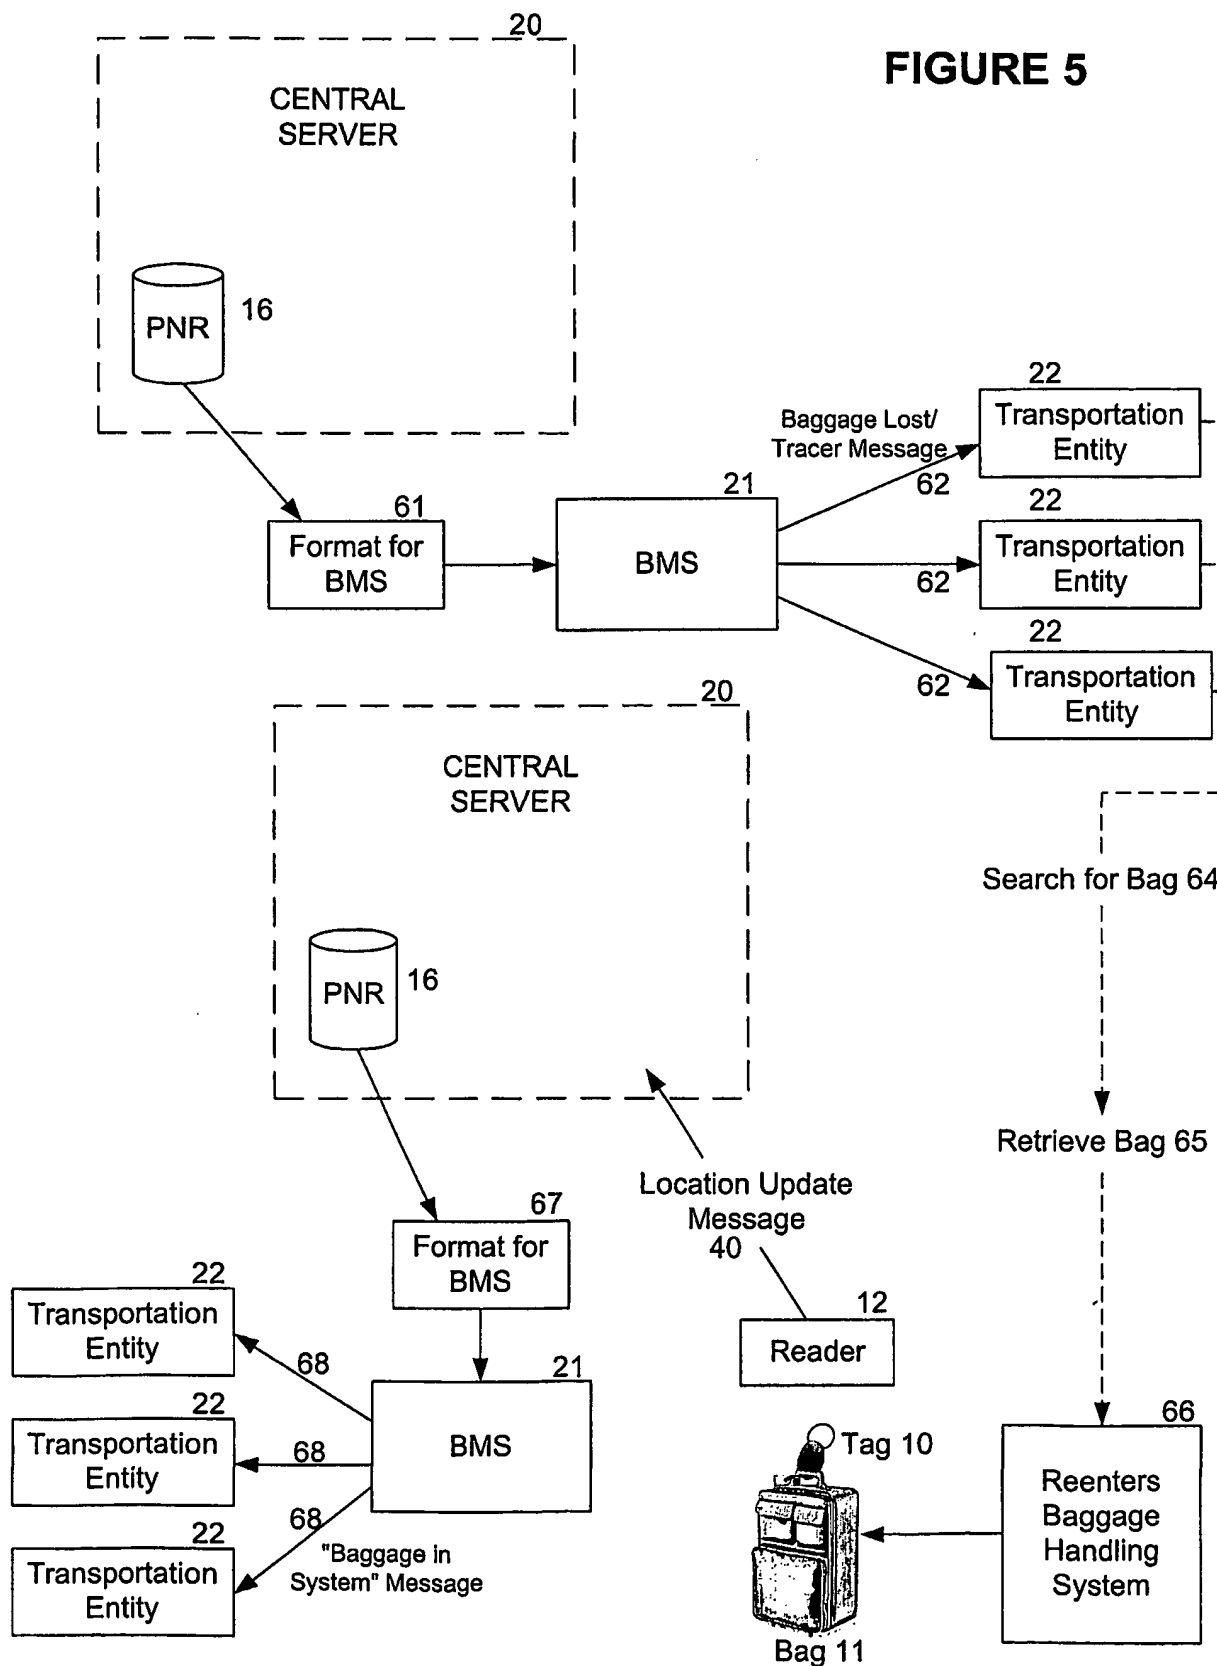 20
FIGURE 5
CENTRAL
SERVER
PNR
16
22
Baggage Lost/
Tracer Message
Transportation
Entity
62
61
21
22
Format for
BMS
BMS
Transportation
Entity
62
22
62
Transportation
Entity
20
CENTRAL
SERVER
Search for Bag 64
PNR
16
Retrieve Bag 65
Location Update
Message
40
67
Format for
BMS
22
Transportation
Entity
12
Reader
68
21
22
Transportation
Entity
68
BMS
66
Tag 10
Reenters
Baggage
Handling
System
68
22
Transportation
Entity
"Baggage in
System" Message
Bag 11